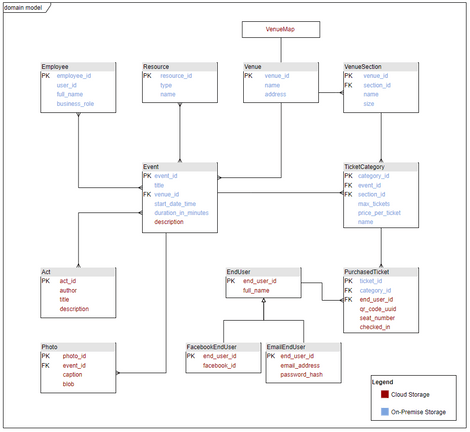 domain model
VenueMap
Employee
PK employee_id
user_id
full_name
business_role
Resource
PK resource_id
type
name
Venue
PK venue_id
name
address
VenueSection
PK venue_id
FK section_id
name
size
Event
PK event_id
title
FK venue_id
start_date_time
duration_in_minutes
description
TicketCategory
PK category_id
FK event_id
FK section_id
max_tickets
price_per_ticket
name
Act
PK act_id
author
title
description
EndUser
PK end_user_id
full_name
PurchasedTicket
PK ticket_id
FK category_id
FK end_user_id
qr_code_uuid
seat_number
checked_in
Photo
PK photo_id
FK event_id
caption
blob
FacebookEndUser
PK end_user_id
facebook_id
EmailEndUser
PK end_user_id
email_address
password_hash
Legend
Cloud Storage
On-Premise Storage